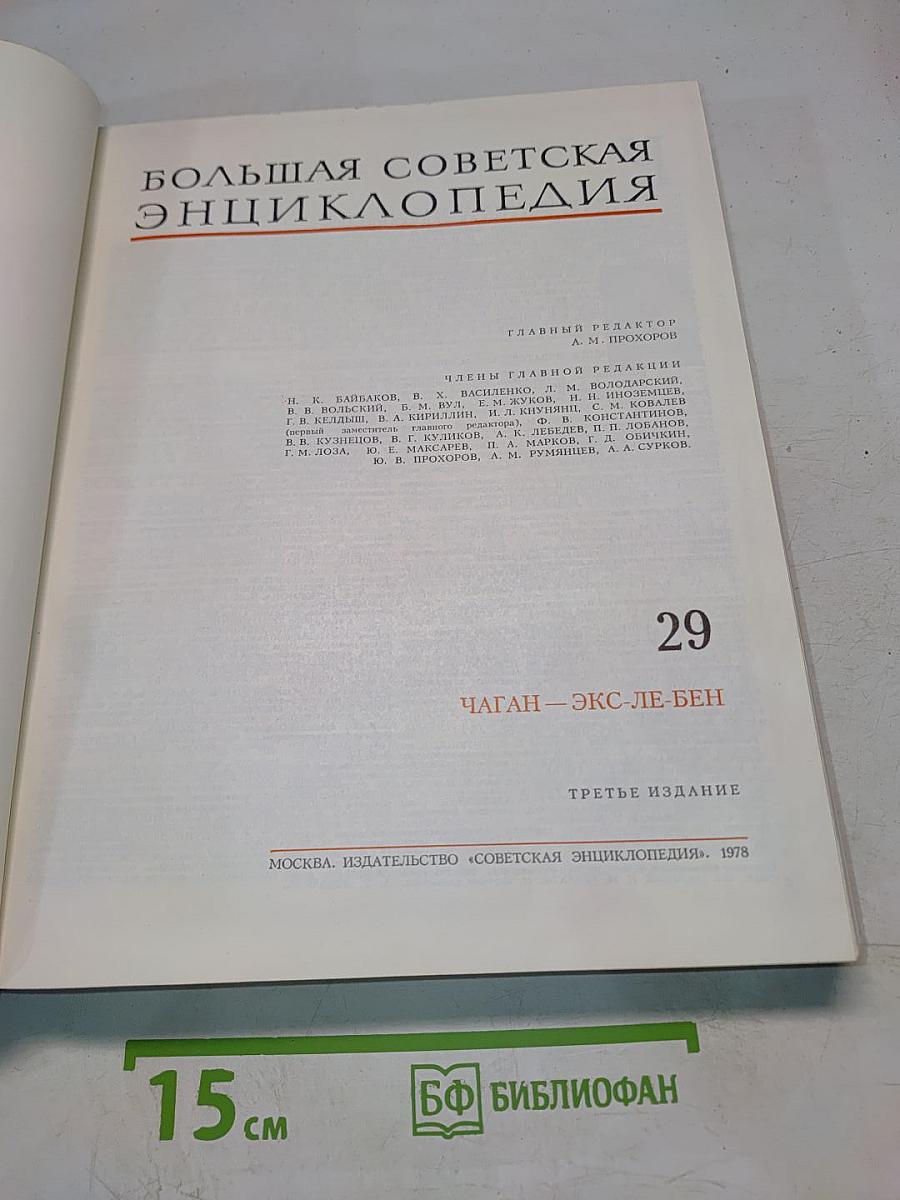 БОЛЬШАЯ СОВЕТСКАЯ
ЭНЦИКЛОПЕДИЯ
ГЛАВНЫЙ РЕДАКТОР
А. М. ПРОХОРОВ
ЧЛЕНЫ ГЛАВНОЙ РЕДАКЦИИ
Н. К. БАЙБАКОВ, В. Х. ВАСИЛЕНКО, Л. М. ВОЛОДАРСКИЙ,
В. В. ВОЛЬСКИЙ, Б. М. ВУЛ, Е. М. ЖУКОВ, Н. Н. ИНОЗЕМЦЕВ,
Г. В. КЕЛДЫШ, В. А. КИРИЛЛИН, И. Л. КНУНЯНЦ, С. М. КОВАЛЕВ
(первый заместитель главного редактора), Ф. В. КОНСТАНТИНОВ,
В. В. КУЗНЕЦОВ, В. Г. КУЛИКОВ, А. К. ЛЕБЕДЕВ, П. П. ЛОБАНОВ,
Г. М. ЛОЗА, Ю. Е. МАКСАРЕВ, П. А. МАРКОВ, Г. Д. ОБИЧКИН,
Ю. В. ПРОХОРОВ, А. М. РУМЯНЦЕВ, А. А. СУРКОВ.
29
ЧАГАН — ЭКС-ЛЕ-БЕН
ТРЕТЬЕ ИЗДАНИЕ
МОСКВА. ИЗДАТЕЛЬСТВО «СОВЕТСКАЯ ЭНЦИКЛОПЕДИЯ». 1978
15 см
БФ БИБЛИОФАН